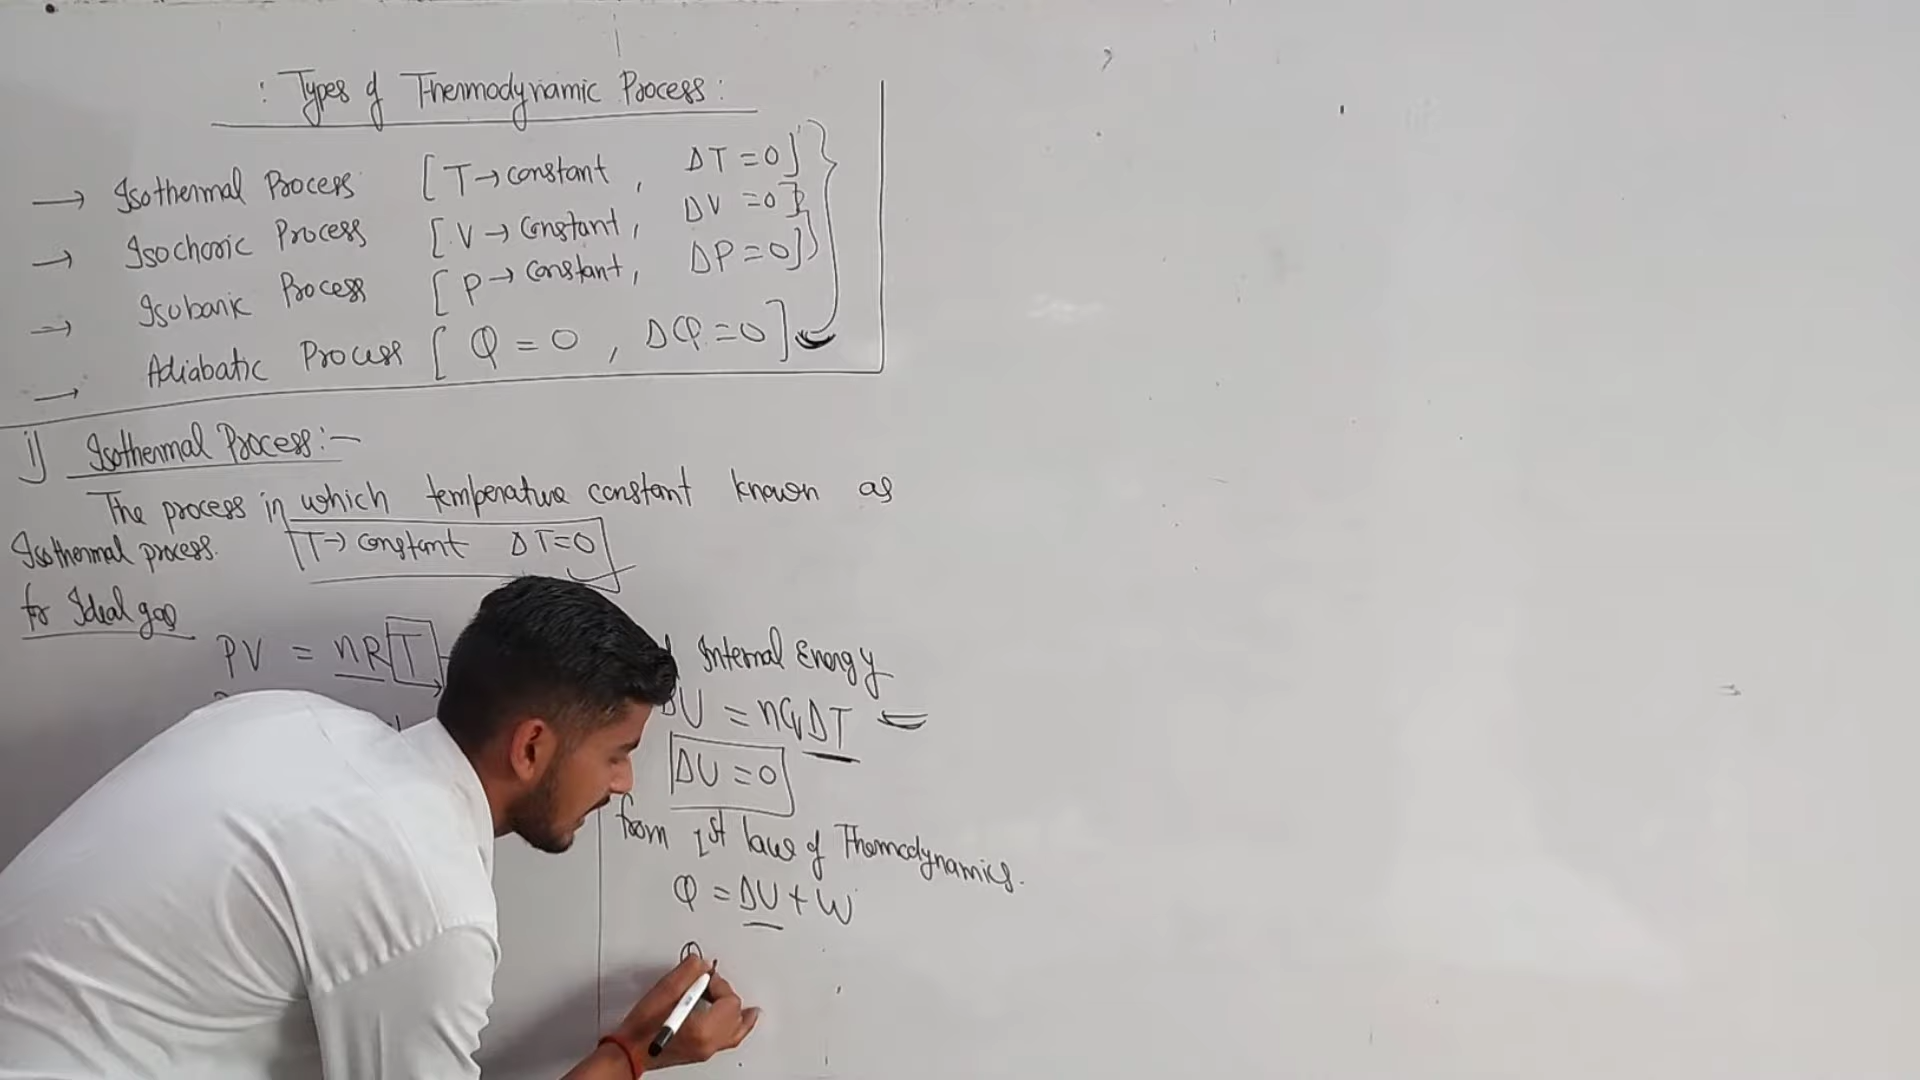 : Types of Thermodynamic Process :
→ Isothermal Process [T → constant , ΔT = 0]
→ Isochoric Process [V → Constant, ΔV = 0]
→ Isobaric Process [P → Constant, ΔP = 0]
→ Adiabatic Process [Q = 0 , ΔQ = 0]
i) Isothermal Process :-
The process in which temperature constant known as
Isothermal process. T → constant ΔT = 0
for Ideal gas
PV = nRT
Internal Energy
ΔU = nCvΔT
ΔU = 0
from 1st law of Thermodynamics.
Q = ΔU + W
Q